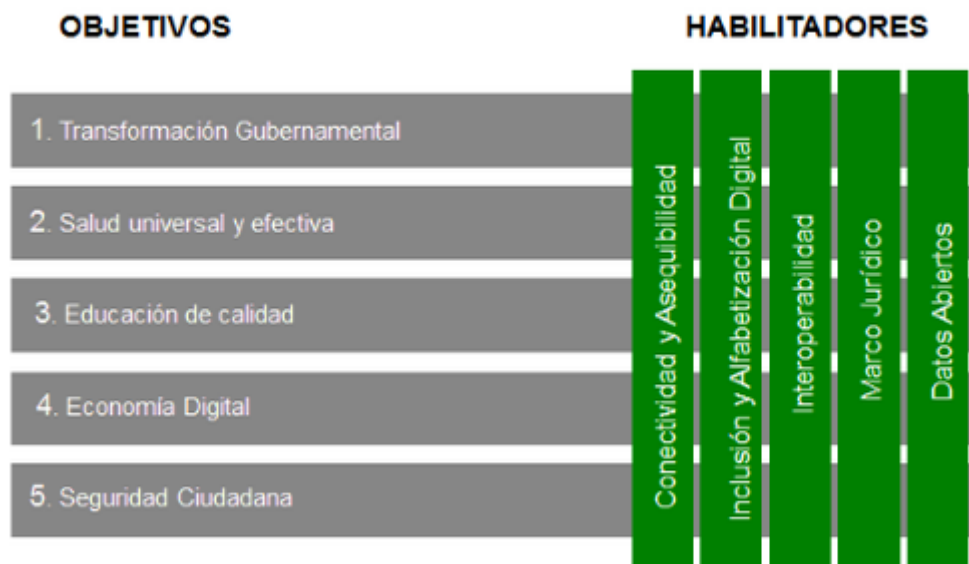 OBJETIVOS
HABILITADORES
1. Transformación Gubernamental
2. Salud universal y efectiva
3. Educación de calidad
4. Economía Digital
5. Seguridad Ciudadana
Conectividad y Asequibilidad
Inclusión y Alfabetización Digital
Interoperabilidad
Marco Jurídico
Datos Abiertos